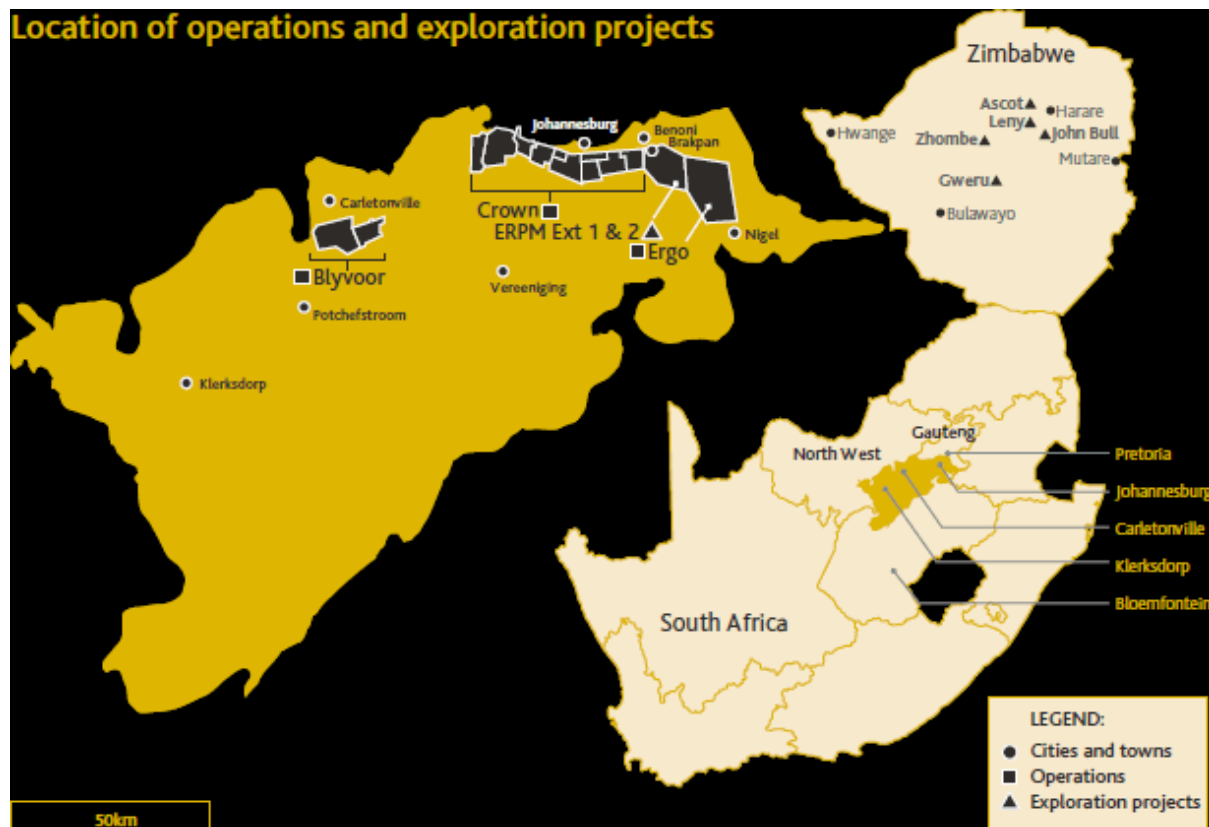 Location of operations and exploration projects
Zimbabwe
Ascot
Harare
Leny
John Bull
Hwange
Zhombe
Mutare
Gweru
Bulawayo
Johannesburg
Benoni
Brakpan
Carletonville
Crown
ERPM Ext 1 & 2
Nigel
Ergo
Blyvoor
Vereeniging
Potchefstroom
Klerksdorp
Gauteng
North West
Pretoria
Johannesburg
Carletonville
Klerksdorp
Bloemfontein
South Africa
LEGEND:
Cities and towns
Operations
Exploration projects
50km